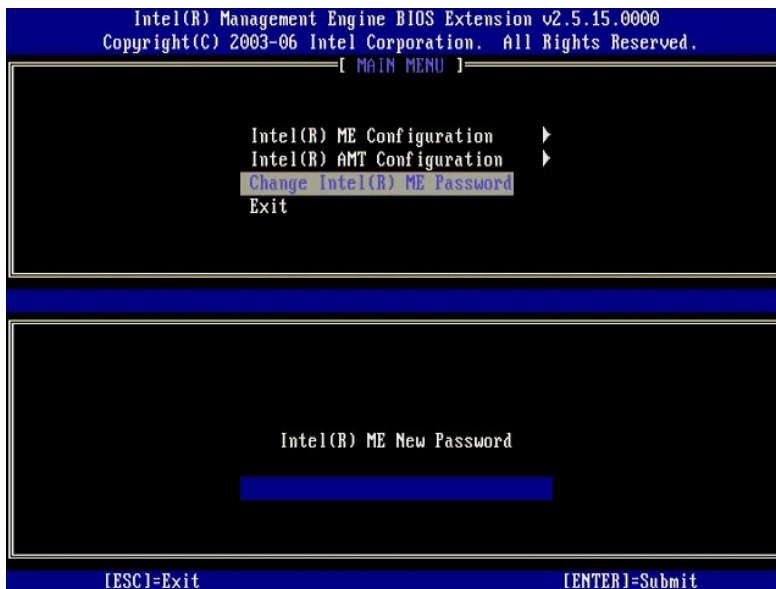 Intel(R) Management Engine BIOS Extension v2.5.15.0000
Copyright(C) 2003-06 Intel Corporation. All Rights Reserved.
[ MAIN MENU ]
Intel(R) ME Configuration
Intel(R) AMT Configuration
Change Intel(R) ME Password
Exit
Intel(R) ME New Password
[ESC]=Exit [ENTER]=Submit